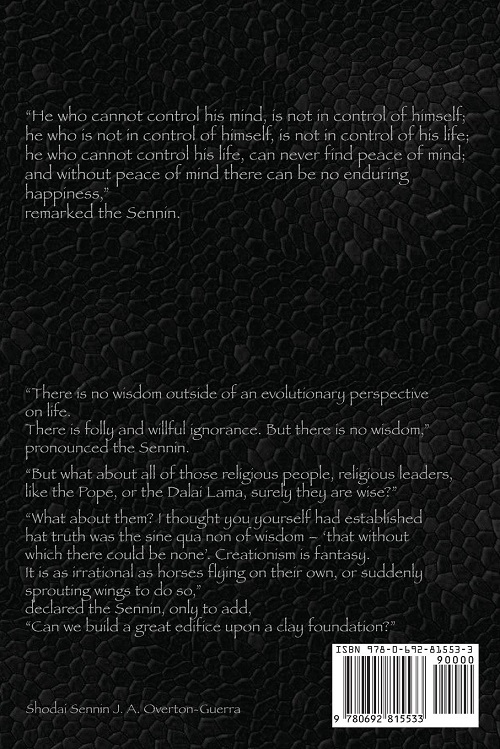 “He who cannot control his mind, is not in control of himself;
he who is not in control of himself, is not in control of his life;
he who cannot control his life, can never find peace of mind;
and without peace of mind there can be no enduring
happiness,”
remarked the Sennin.
“There is no wisdom outside of an evolutionary perspective
on life.
There is folly and willful ignorance. But there is no wisdom,”
pronounced the Sennin.
“But what about all of those religious people, religious leaders,
like the Pope, or the Dalai Lama, surely they are wise?”
“What about them? I thought you yourself had established
hat truth was the sine qua non of wisdom – ‘that without
which there could be none’. Creationism is fantasy.
It is as irrational as horses flying on their own, or suddenly
sprouting wings to do so,”
declared the Sennin, only to add,
“Can we build a great edifice upon a clay foundation?”
ISBN 978-0-692-81553-3
90000
9 780692 815533
Shodai Sennin J. A. Overton-Guerra